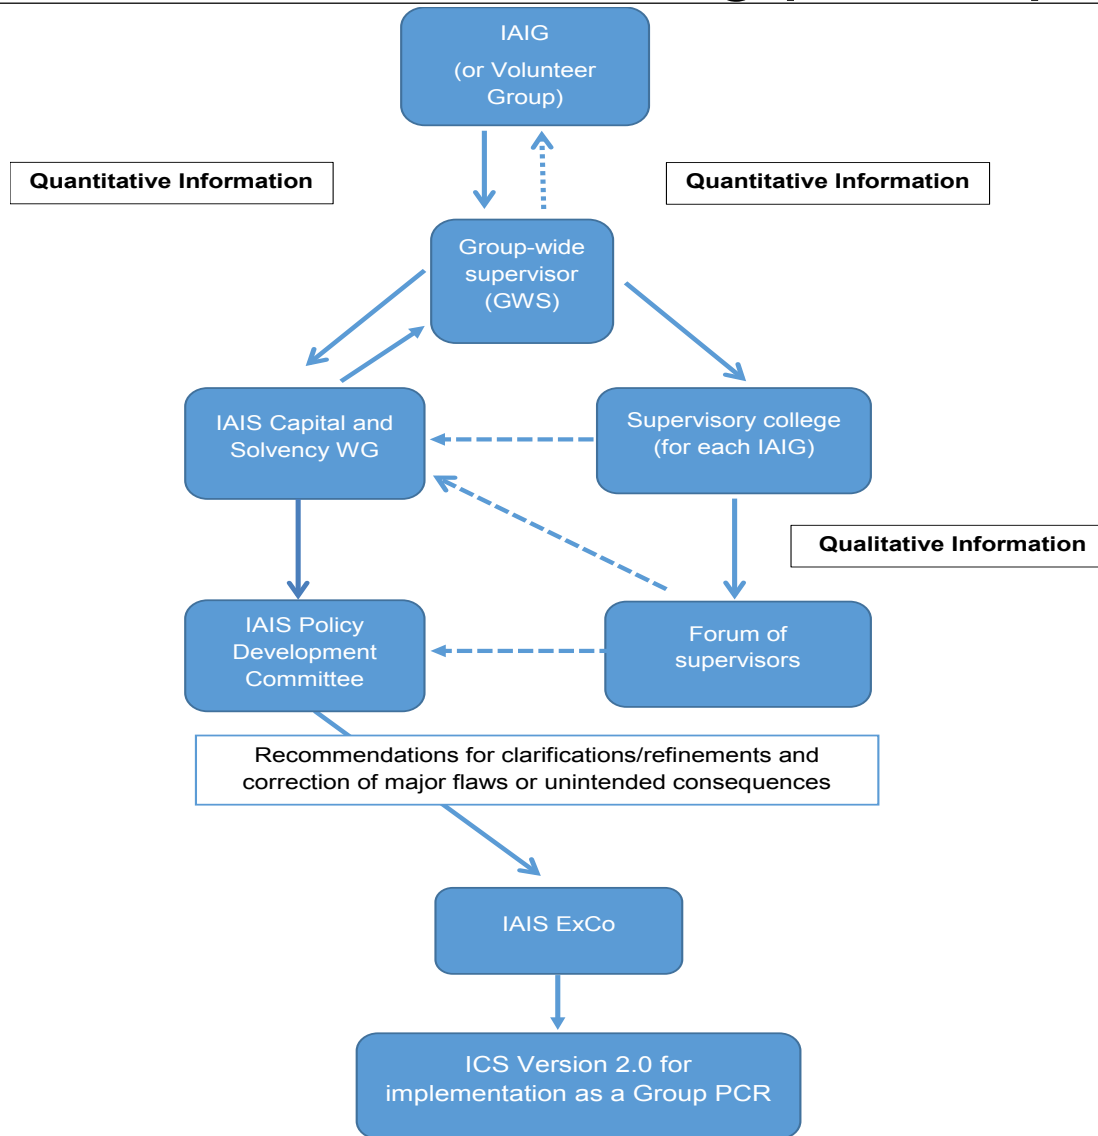 IAIG
(or Volunteer
Group)
Quantitative Information
Quantitative Information
Group-wide
supervisor
(GWS)
IAIS Capital and
Solvency WG
Supervisory college
(for each IAIG)
Qualitative Information
IAIS Policy
Development
Committee
Forum of
supervisors
Recommendations for clarifications/refinements and
correction of major flaws or unintended consequences
IAIS ExCo
ICS Version 2.0 for
implementation as a Group PCR